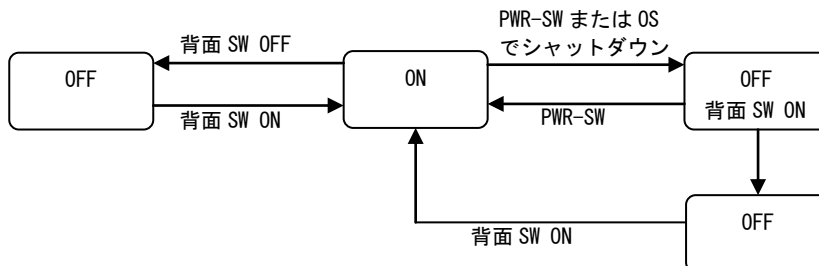 背面 SW OFF
PWR-SW または OS
でシャットダウン
OFF
ON
OFF
背面 SW ON
背面 SW ON
PWR-SW
OFF
背面 SW ON